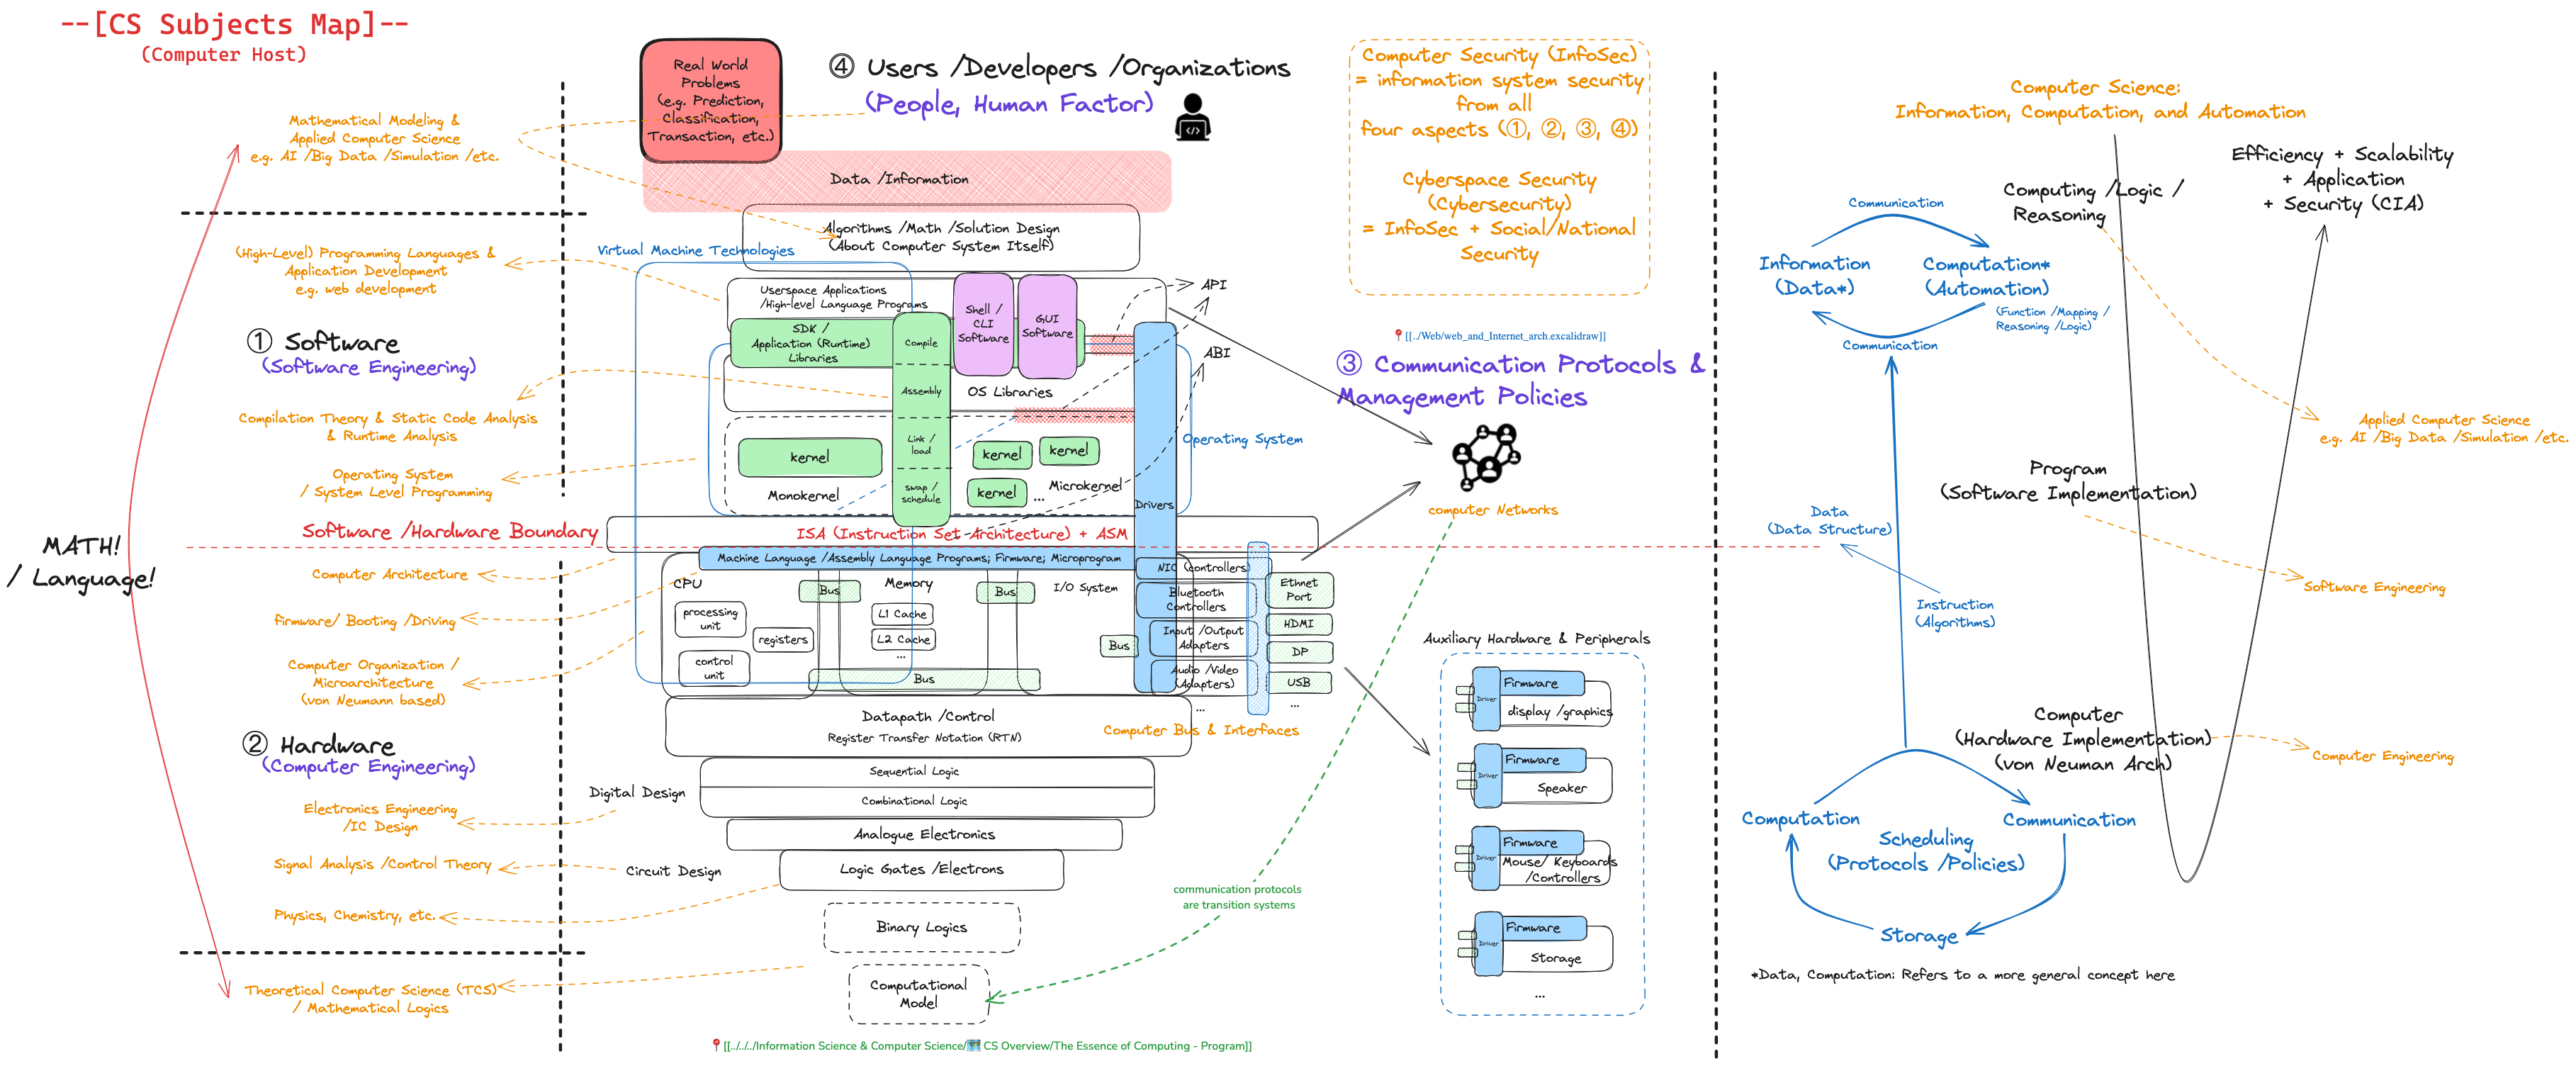 --[CS Subjects Map]--
(Computer Host)
Mathematical Modeling &
Applied Computer Science
e.g. AI /Big Data /Simulation /etc.
(High-Level) Programming Languages &
Application Development
e.g. web development
① Software
(Software Engineering)
Compilation Theory & Static Code Analysis
& Runtime Analysis
Operating System
/ System Level Programming
Software /Hardware Boundary
MATH!
/ Language!
Computer Architecture
firmware/ Booting /Driving
Computer Organization /
Microarchitecture
(von Neumann based)
② Hardware
(Computer Engineering)
Electronics Engineering
/IC Design
Signal Analysis /Control Theory
Physics, Chemistry, etc.
Theoretical Computer Science (TCS)
/ Mathematical Logics
Real World
Problems
(e.g. Prediction,
Classification,
Transaction, etc.)
④ Users /Developers /Organizations
(People, Human Factor)
Data /Information
Algorithms /Math /Solution Design
(About Computer System Itself)
Virtual Machine Technologies
Userspace Applications
/High-level Language Programs
Shell /
CLI
Software
GUI
Software
API
SDK /
Application (Runtime)
Libraries
Compile
ABI
Assembly
OS Libraries
Link /
load
kernel
kernel
kernel
Operating System
kernel
...
Microkernel
Monokernel
swap /
schedule
Drivers
ISA (Instruction Set Architecture) + ASM
Machine Language /Assembly Language Programs; Firmware; Microprogram
CPU
Bus
Memory
Bus
I/O System
processing
unit
registers
control
unit
L1 Cache
L2 Cache
...
Bus
Bus
NIC (controllers)
Bluetooth
Controllers
Input /Output
Adapters
Audio /Video
(Adapters)
...
Ethnet
Port
HDMI
DP
USB
...
Datapath /Control
Register Transfer Notation (RTN)
Computer Bus & Interfaces
Sequential Logic
Digital Design
Combinational Logic
Analogue Electronics
Logic Gates /Electrons
Circuit Design
Binary Logics
Computational
Model
communication protocols
are transition systems
📍[[../../../Information Science & Computer Science/🗺 CS Overview/The Essence of Computing - Program]]
Computer Security (InfoSec)
= information system security
from all
four aspects (①, ②, ③, ④)
Cyberspace Security
(Cybersecurity)
= InfoSec + Social/National
Security
📍[[../Web/web_and_Internet_arch.excalidraw]]
③ Communication Protocols &
Management Policies
computer Networks
Auxiliary Hardware & Peripherals
Firmware
Driver
display /graphics
Firmware
Driver
Speaker
Firmware
Driver
Mouse/ Keyboards
/Controllers
Firmware
Driver
Storage
...
Computer Science:
Information, Computation, and Automation
Efficiency + Scalability
+ Application
+ Security (CIA)
Computing /Logic /
Reasoning
Communication
Information
(Data*)
Computation*
(Automation)
(Function /Mapping /
Reasoning /Logic)
Communication
Applied Computer Science
e.g. AI /Big Data /Simulation /etc.
Program
(Software Implementation)
Data
(Data Structure)
Software Engineering
Instruction
(Algorithms)
Computer
(Hardware Implementation)
(von Neuman Arch)
Computer Engineering
Computation
Communication
Scheduling
(Protocols /Policies)
Storage
*Data, Computation: Refers to a more general concept here